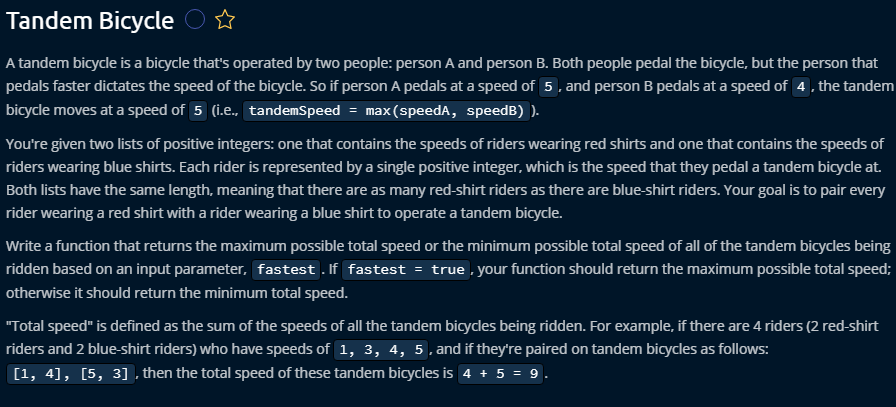 Tandem Bicycle
A tandem bicycle is a bicycle that's operated by two people: person A and person B. Both people pedal the bicycle, but the person that
pedals faster dictates the speed of the bicycle. So if person A pedals at a speed of 5 , and person B pedals at a speed of 4 , the tandem
bicycle moves at a speed of 5 (i.e., tandemSpeed = max(speedA, speedB) ).
You're given two lists of positive integers: one that contains the speeds of riders wearing red shirts and one that contains the speeds of
riders wearing blue shirts. Each rider is represented by a single positive integer, which is the speed that they pedal a tandem bicycle at.
Both lists have the same length, meaning that there are as many red-shirt riders as there are blue-shirt riders. Your goal is to pair every
rider wearing a red shirt with a rider wearing a blue shirt to operate a tandem bicycle.
Write a function that returns the maximum possible total speed or the minimum possible total speed of all of the tandem bicycles being
ridden based on an input parameter, fastest . If fastest = true , your function should return the maximum possible total speed;
otherwise it should return the minimum total speed.
"Total speed" is defined as the sum of the speeds of all the tandem bicycles being ridden. For example, if there are 4 riders (2 red-shirt
riders and 2 blue-shirt riders) who have speeds of 1, 3, 4, 5 , and if they're paired on tandem bicycles as follows:
[1, 4], [5, 3] , then the total speed of these tandem bicycles is 4 + 5 = 9 .